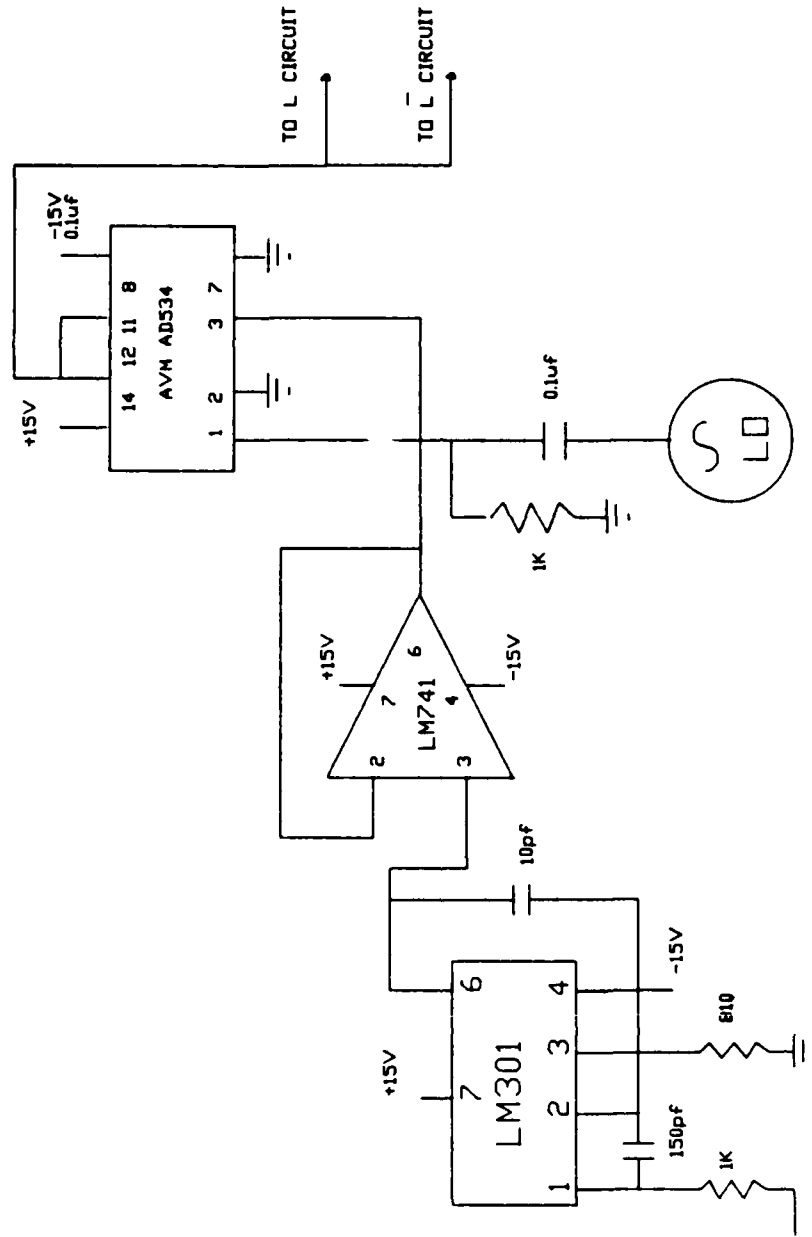 TO L CIRCUIT
TO L̅ CIRCUIT
-15V
0.1uf
+15V
14 12 11 8
AVM AD534
1 2 3 7
0.1uf
LO
1K
+15V
7
2
6
LM741
3
4
-15V
10pf
+15V
7
6
LM301
1 2 3 4
-15V
810
150pf
1K